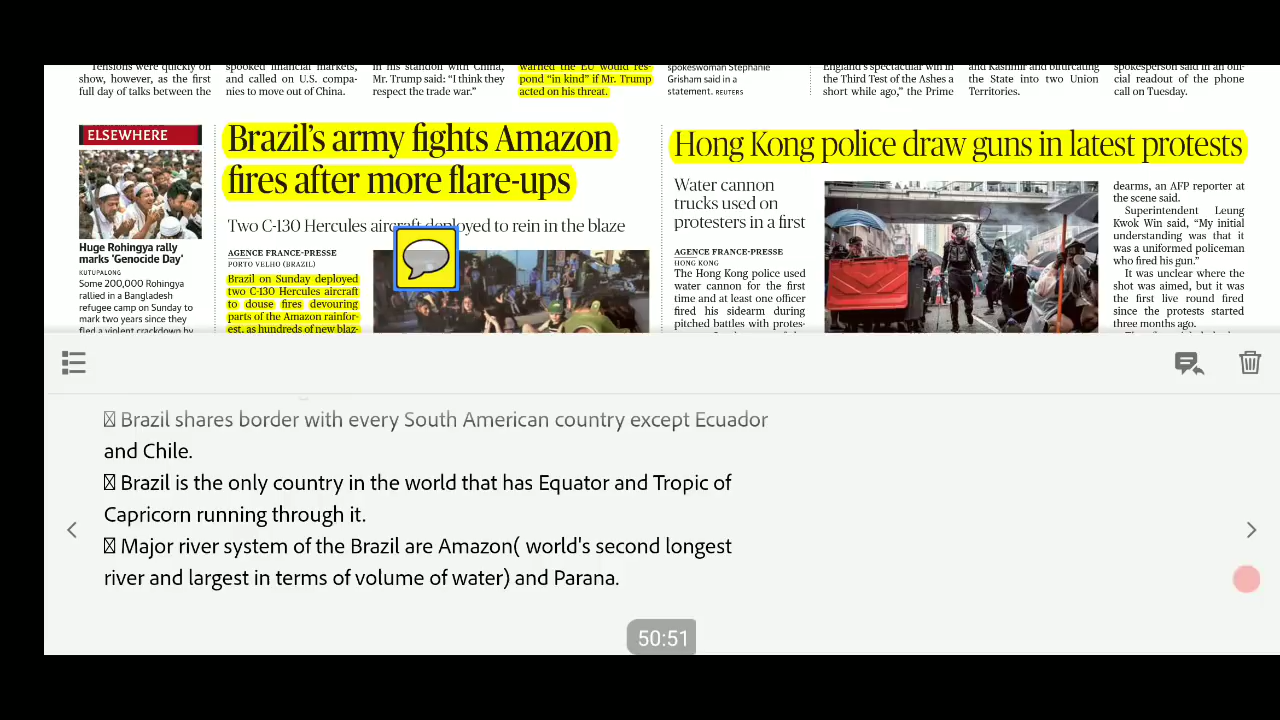 Tensions were quickly on
show, however, as the first
full day of talks between the
spooked financial markets,
and called on U.S. compa-
nies to move out of China.
in his standoff with China,
Mr. Trump said: “I think they
respect the trade war.”
warned the EU would res-
pond “in kind” if Mr. Trump
acted on his threat.
spokeswoman Stephanie
Grisham said in a
statement. REUTERS
England's spectacular win in
the Third Test of the Ashes a
short while ago,” the Prime
and Kashmir and bifurcating
the State into two Union
Territories.
spokesperson said in an offi-
cial readout of the phone
call on Tuesday.
ELSEWHERE
Huge Rohingya rally
marks 'Genocide Day'
KUTUPALONG
Some 200,000 Rohingya
rallied in a Bangladesh
refugee camp on Sunday to
mark two years since they
fled a violent crackdown by
Brazil's army fights Amazon
fires after more flare-ups
Two C-130 Hercules aircraft deployed to rein in the blaze
AGENCE FRANCE-PRESSE
PORTO VELHO (BRAZIL)
Brazil on Sunday deployed
two C-130 Hercules aircraft
to douse fires devouring
parts of the Amazon rainfor-
est, as hundreds of new blaz-
Hong Kong police draw guns in latest protests
Water cannon
trucks used on
protesters in a first
AGENCE FRANCE-PRESSE
HONG KONG
The Hong Kong police used
water cannon for the first
time and at least one officer
fired his sidearm during
pitched battles with protes-
dearms, an AFP reporter at
the scene said.
Superintendent Leung
Kwok Win said, “My initial
understanding was that it
was a uniformed policeman
who fired his gun.”
It was unclear where the
shot was aimed, but it was
the first live round fired
since the protests started
three months ago.
Brazil shares border with every South American country except Ecuador
and Chile.
Brazil is the only country in the world that has Equator and Tropic of
Capricorn running through it.
Major river system of the Brazil are Amazon( world's second longest
river and largest in terms of volume of water) and Parana.
50:51